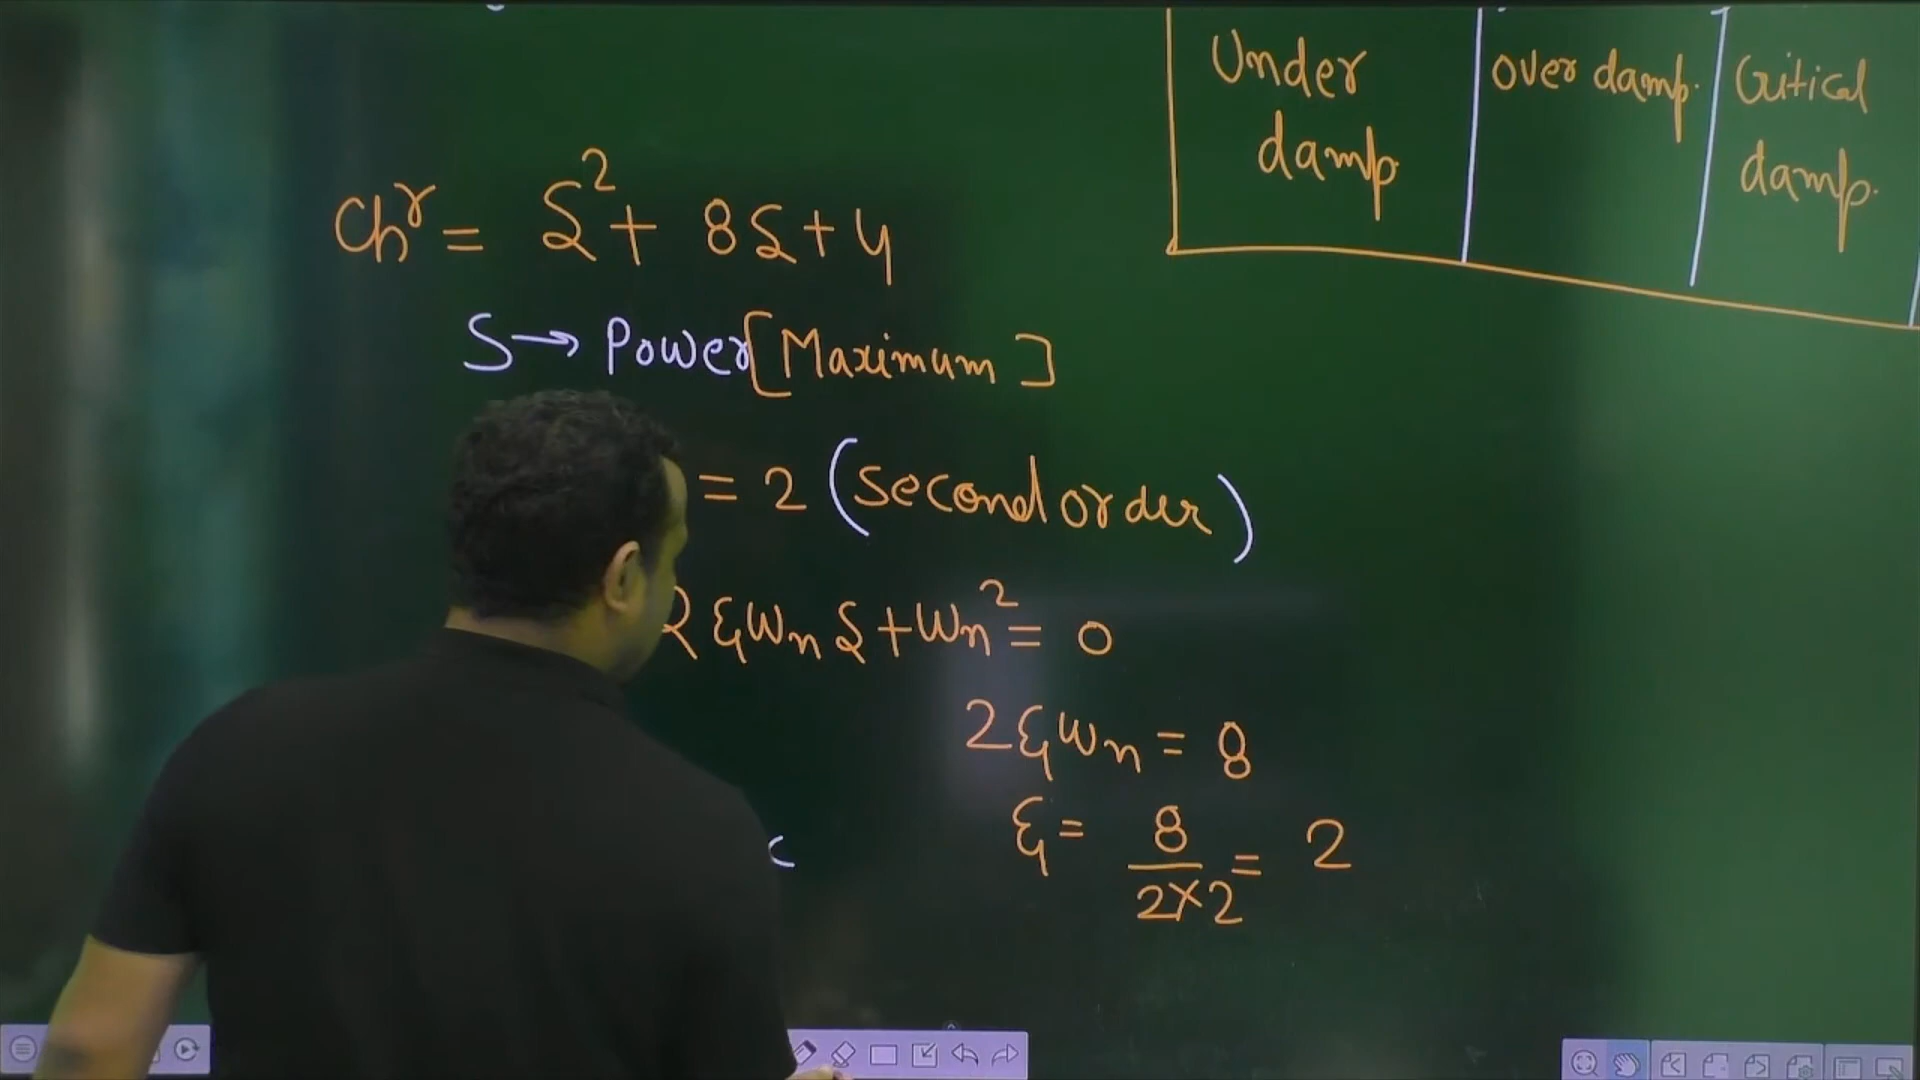 Under
damp.
over damp.
Critical
damp.
Chr = S² + 8S + 4
S → Power [Maximum]
= 2 (Second order)
2ξWnS + Wn² = 0
2ξWn = 8
ξ = 8/2×2 = 2